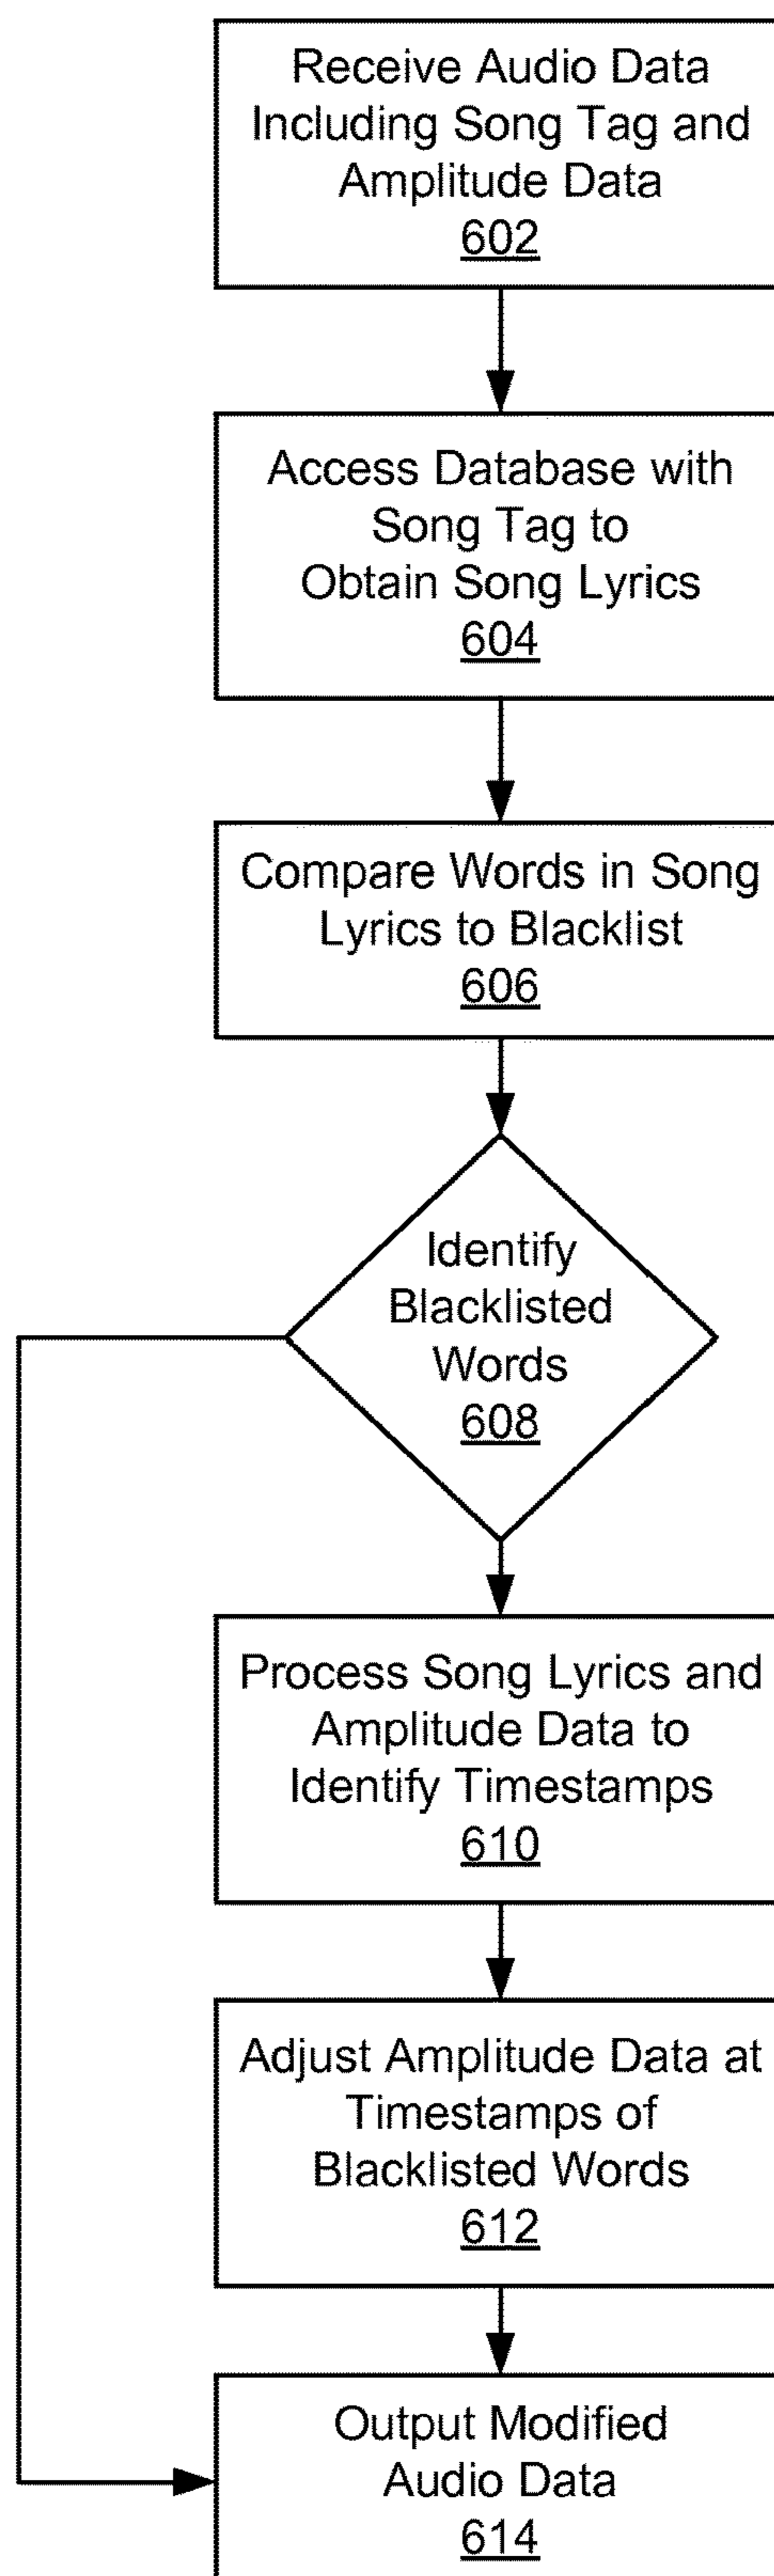 Receive Audio Data
Including Song Tag and
Amplitude Data
602
Access Database with
Song Tag to
Obtain Song Lyrics
604
Compare Words in Song
Lyrics to Blacklist
606
Identify
Blacklisted
Words
608
Process Song Lyrics and
Amplitude Data to
Identify Timestamps
610
Adjust Amplitude Data at
Timestamps of
Blacklisted Words
612
Output Modified
Audio Data
614